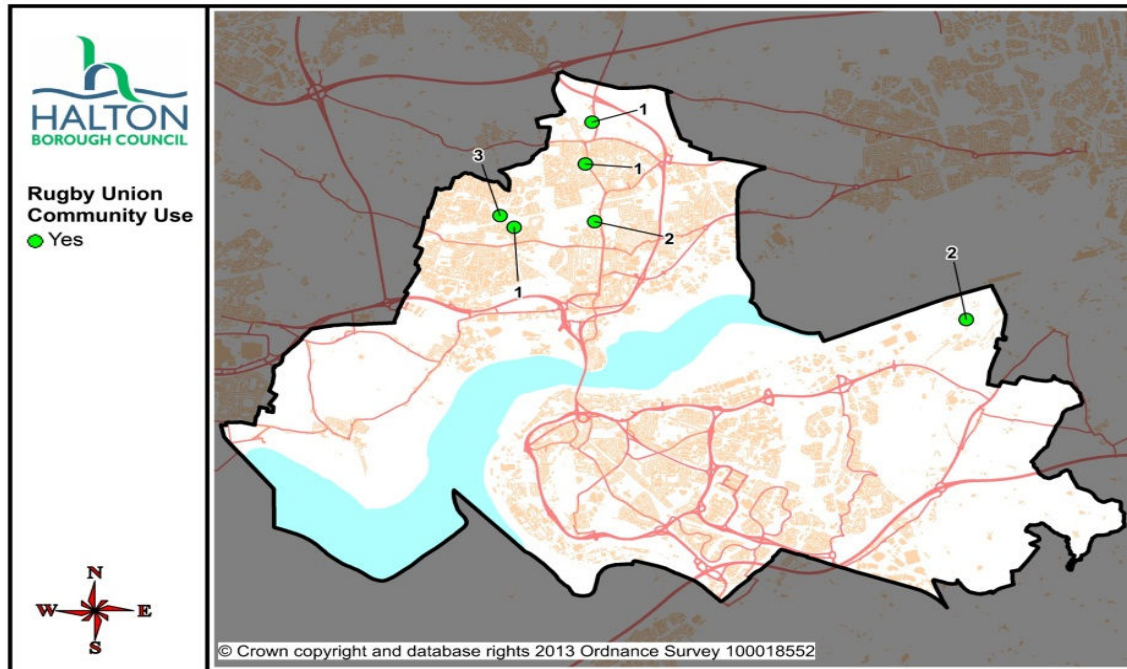 HALTON
BOROUGH COUNCIL
Rugby Union
Community Use
Yes
N
W E
S
1
1
3
2
1
2
© Crown copyright and database rights 2013 Ordnance Survey 100018552